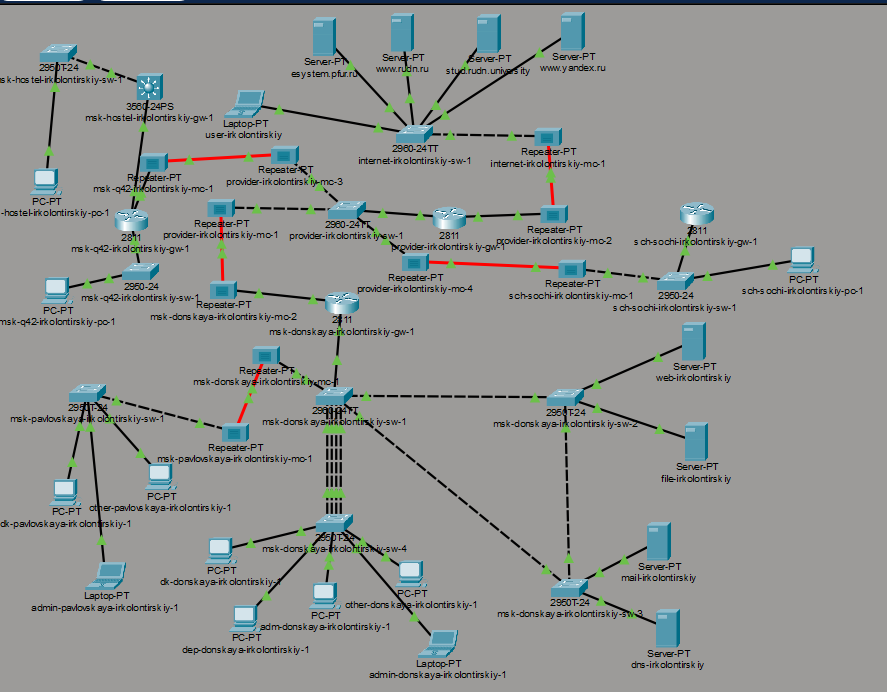 Server-PT
esystem.pfur.ru
Server-PT
www.rudn.ru
Server-PT
stud.rudn.university
Server-PT
www.yandex.ru
2950T-24
msk-hostel-irkolontirskiy-sw-1
3560-24PS
msk-hostel-irkolontirskiy-gw-1
Laptop-PT
user-irkolontirskiy
2960-24TT
internet-irkolontirskiy-sw-1
Repeater-PT
internet-irkolontirskiy-mc-1
Repeater-PT
msk-q42-irkolontirskiy-mc-1
Repeater-PT
provider-irkolontirskiy-mc-3
PC-PT
-hostel-irkolontirskiy-pc-1
2811
msk-q42-irkolontirskiy-gw-1
Repeater-PT
provider-irkolontirskiy-mc-1
2960-24TT
provider-irkolontirskiy-sw-1
2811
provider-irkolontirskiy-gw-1
Repeater-PT
provider-irkolontirskiy-mc-2
2811
sch-sochi-irkolontirskiy-gw-1
Repeater-PT
provider-irkolontirskiy-mc-4
Repeater-PT
sch-sochi-irkolontirskiy-mc-1
2950-24
sch-sochi-irkolontirskiy-sw-1
PC-PT
sch-sochi-irkolontirskiy-pc-1
2950-24
msk-q42-irkolontirskiy-sw-1
PC-PT
msk-q42-irkolontirskiy-pc-1
Repeater-PT
msk-donskaya-irkolontirskiy-mc-2
2811
msk-donskaya-irkolontirskiy-gw-1
Repeater-PT
msk-donskaya-irkolontirskiy-mc-1
Server-PT
web-irkolontirskiy
2950T-24
msk-pavlovskaya-irkolontirskiy-sw-1
2960-24TT
msk-donskaya-irkolontirskiy-sw-1
2950T-24
msk-donskaya-irkolontirskiy-sw-2
Repeater-PT
msk-pavlovskaya-irkolontirskiy-mc-1
Server-PT
file-irkolontirskiy
PC-PT
dk-pavlovskaya-irkolontirskiy-1
PC-PT
other-pavlovskaya-irkolontirskiy-1
2950T-24
msk-donskaya-irkolontirskiy-sw-4
Laptop-PT
admin-pavlovskaya-irkolontirskiy-1
PC-PT
dk-donskaya-irkolontirskiy-1
PC-PT
dep-donskaya-irkolontirskiy-1
PC-PT
adm-donskaya-irkolontirskiy-1
PC-PT
other-donskaya-irkolontirskiy-1
Laptop-PT
admin-donskaya-irkolontirskiy-1
2950T-24
msk-donskaya-irkolontirskiy-sw-3
Server-PT
mail-irkolontirskiy
Server-PT
dns-irkolontirskiy